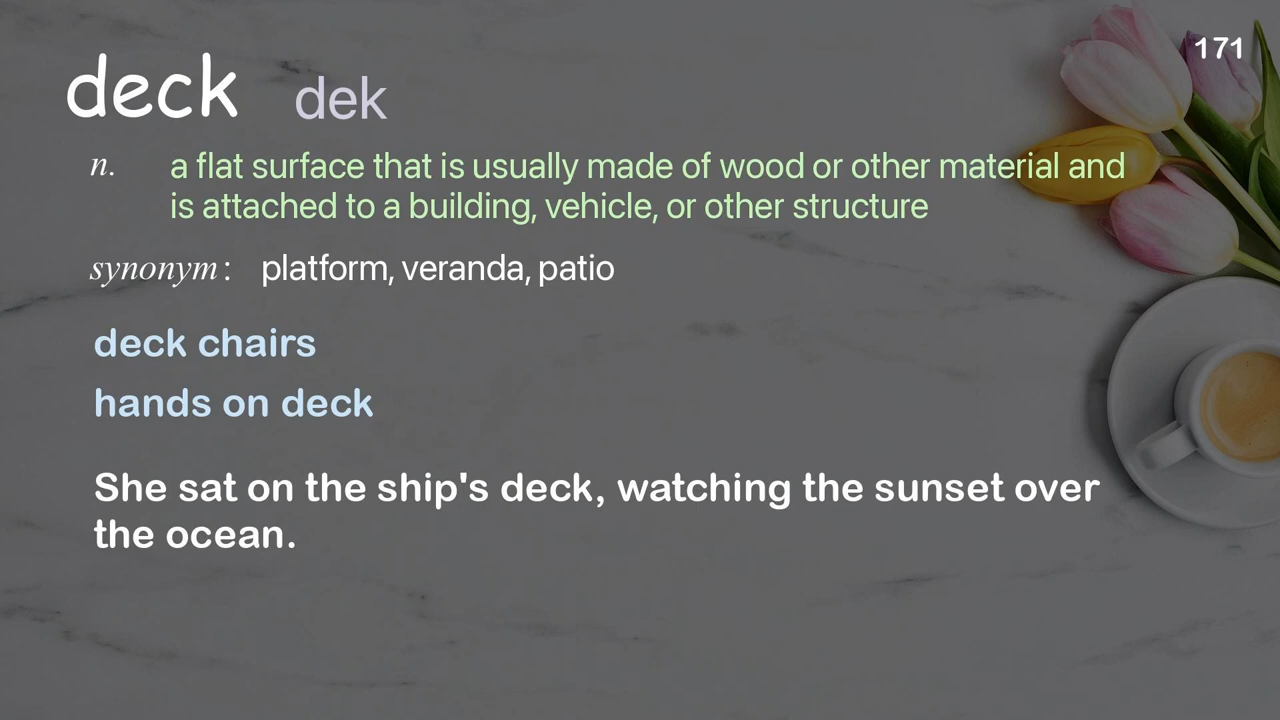 171
deck dek
n. a flat surface that is usually made of wood or other material and
is attached to a building, vehicle, or other structure
synonym: platform, veranda, patio
deck chairs
hands on deck
She sat on the ship's deck, watching the sunset over
the ocean.